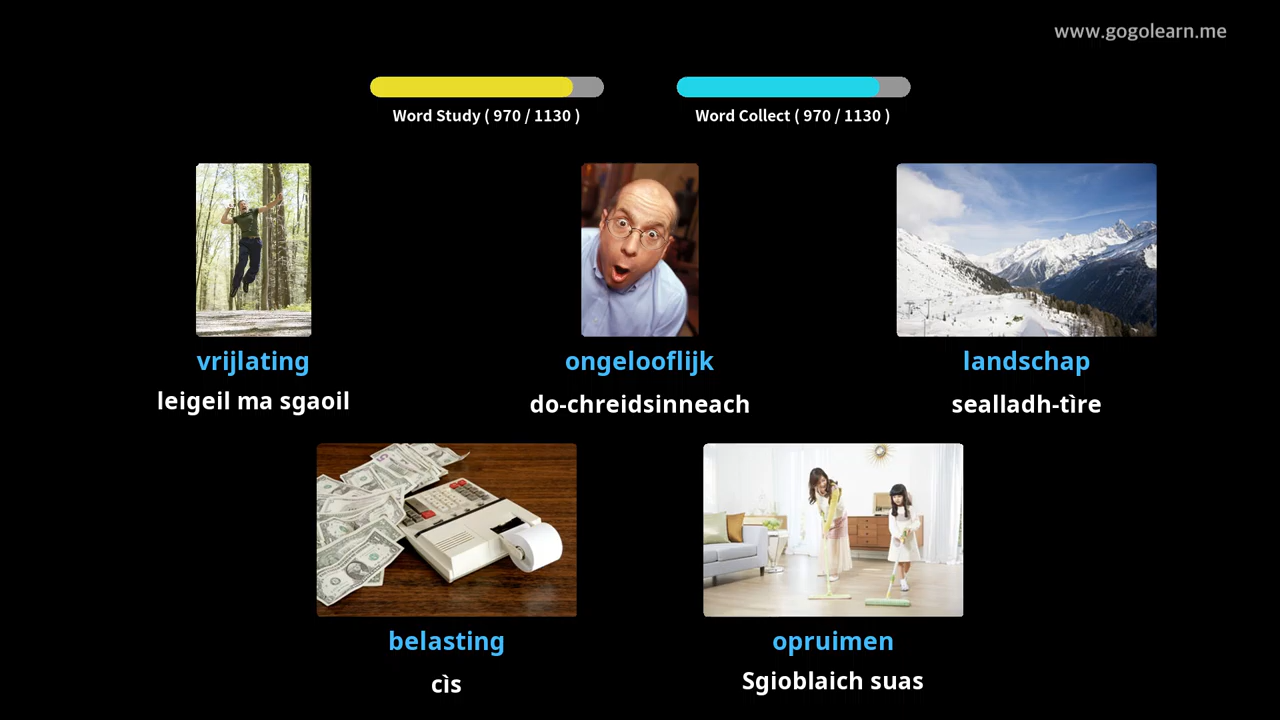 www.gogolearn.me
Word Study ( 970 / 1130 )
Word Collect ( 970 / 1130 )
vrijlating
leigeil ma sgaoil
ongelooflijk
do-chreidsinneach
landschap
sealladh-tìre
belasting
cìs
opruimen
Sgioblaich suas